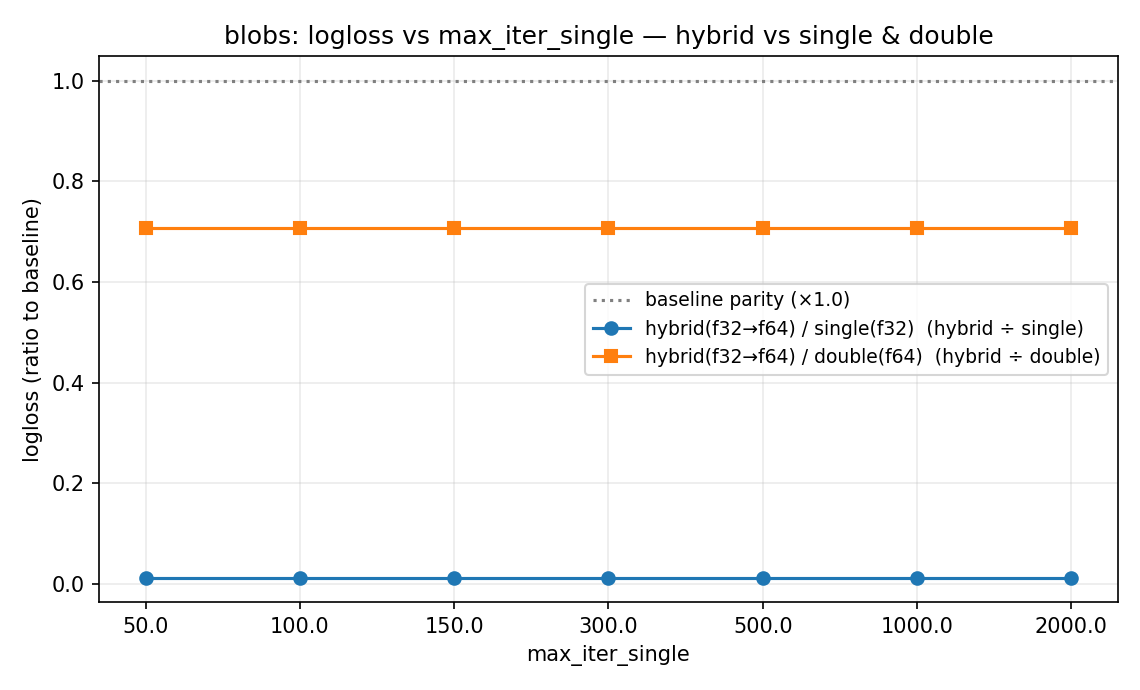 blobs: logloss vs max_iter_single — hybrid vs single & double
logloss (ratio to baseline)
1.0
0.8
0.6
0.4
0.2
0.0
baseline parity (×1.0)
hybrid(f32→f64) / single(f32)  (hybrid ÷ single)
hybrid(f32→f64) / double(f64)  (hybrid ÷ double)
50.0 100.0 150.0 300.0 500.0 1000.0 2000.0
max_iter_single